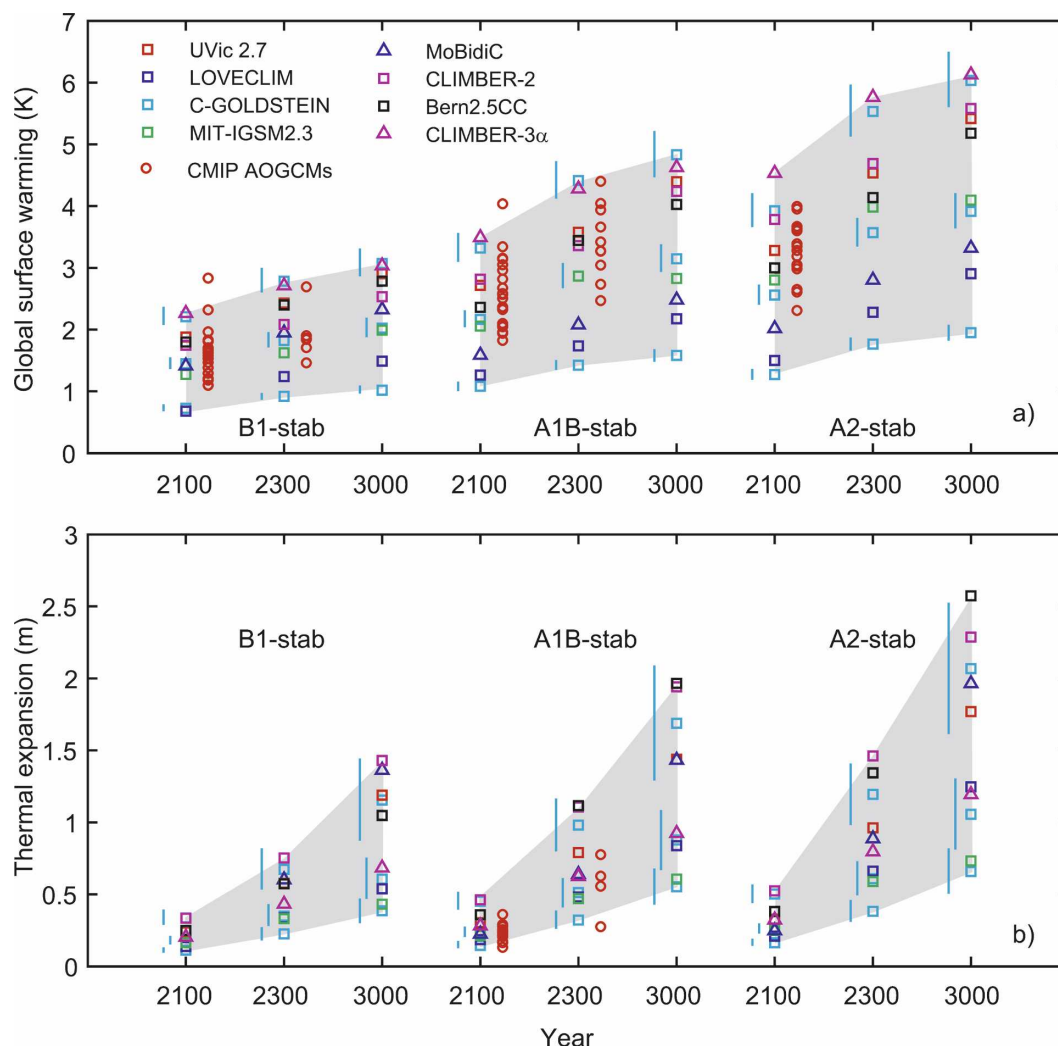 7
6
5
4
3
2
1
0
Global surface warming (K)
UVic 2.7
LOVECLIM
C-GOLDSTEIN
MIT-IGSM2.3
CMIP AOGCMs
MoBidiC
CLIMBER-2
Bern2.5CC
CLIMBER-3α
B1-stab A1B-stab A2-stab a)
2100 2300 3000 2100 2300 3000 2100 2300 3000
3
2.5
2
1.5
1
0.5
0
Thermal expansion (m)
B1-stab A1B-stab A2-stab
b)
2100 2300 3000 2100 2300 3000 2100 2300 3000
Year